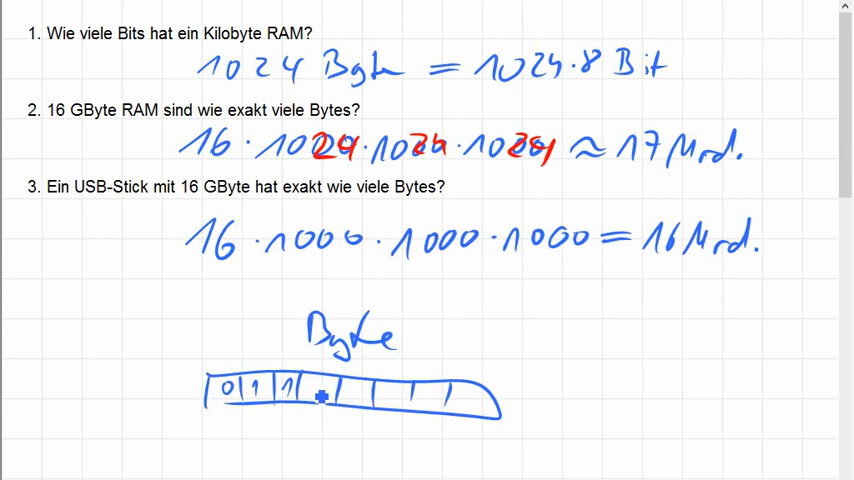 1. Wie viele Bits hat ein Kilobyte RAM?
1024 Byte = 1024·8 Bit
2. 16 GByte RAM sind wie exakt viele Bytes?
16 · 1024 · 1024 · 1024 ≈ 17 Mrd.
3. Ein USB-Stick mit 16 GByte hat exakt wie viele Bytes?
16 · 1000 · 1000 · 1000 = 16 Mrd.
Byte
0 1 1